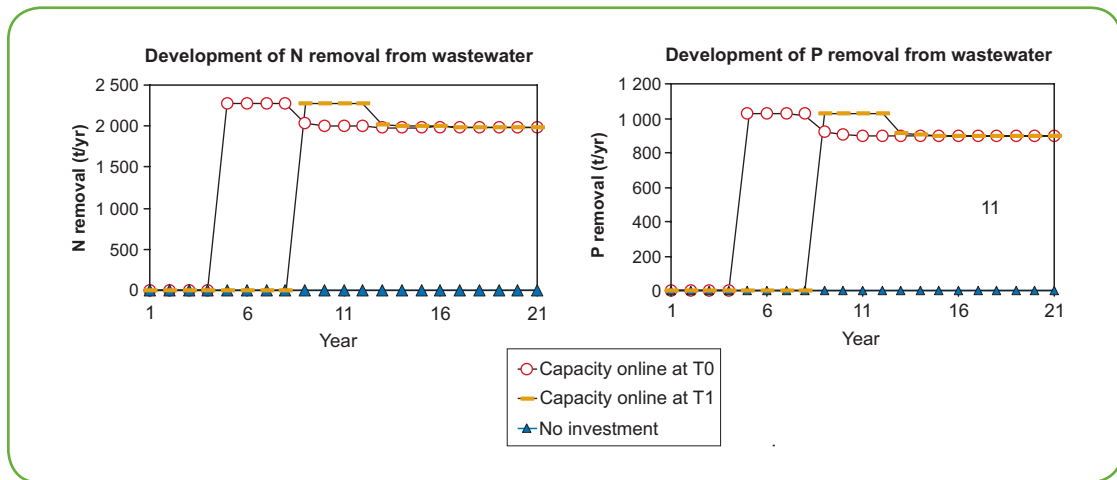 Development of N removal from wastewater
N removal (t/yr)
2 500
2 000
1 500
1 000
500
0
1
6
11
16
21
Year
Development of P removal from wastewater
P removal (t/yr)
1 200
1 000
800
600
400
200
0
11
1
6
11
16
21
Year
Capacity online at T0
Capacity online at T1
No investment